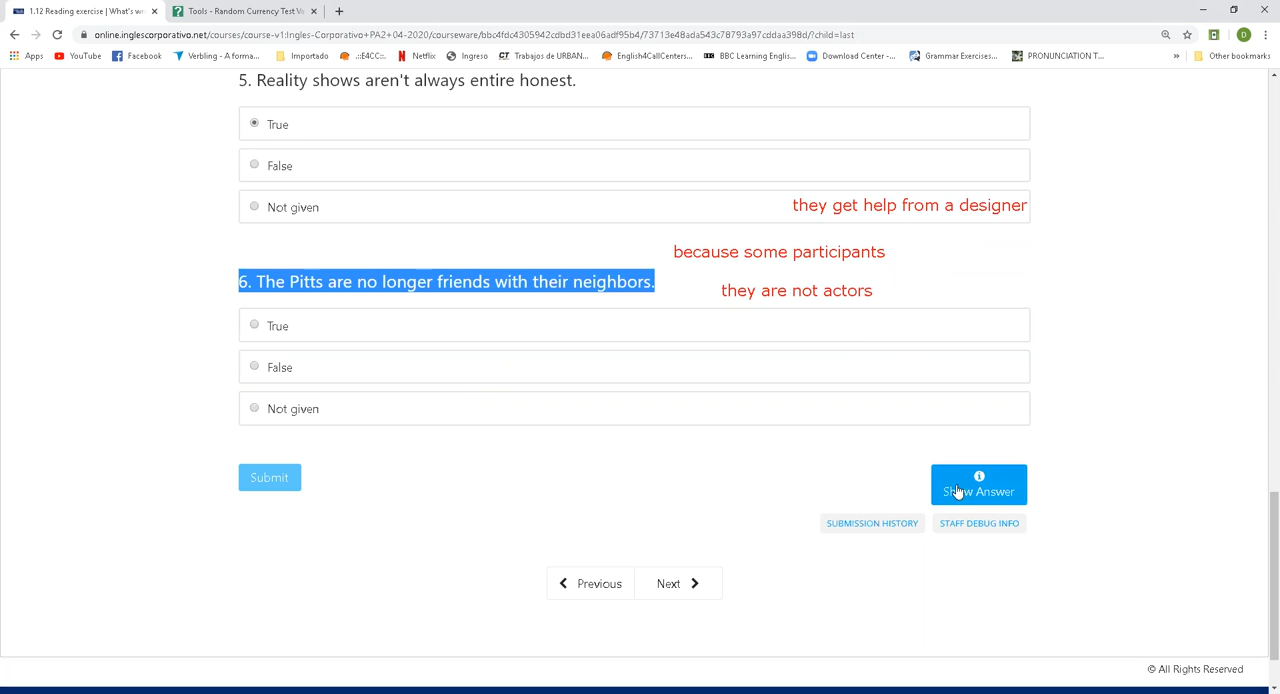 1.12 Reading exercise | What's wr
Tools - Random Currency Test V
online.inglescorporativo.net/courses/course-v1:Ingles-Corporativo+PA2+04-2020/courseware/bbc4fdc4305942cdbd31eea06adf95b4/73713e48ada543c78793a97cddaa398d/?child=last
Apps YouTube Facebook Verbling - A forma... Importado .::E4CC::. Netflix Ingre Trabajos de URBAN... English4CallCenters... BBC Learning Englis... Download Center -... Grammar Exercises... PRONUNCIATION T... » Other bookmarks
5. Reality shows aren't always entire honest.
True
False
Not given
they get help from a designer
because some participants
6. The Pitts are no longer friends with their neighbors.
they are not actors
True
False
Not given
Submit
Show Answer
SUBMISSION HISTORY STAFF DEBUG INFO
Previous Next
© All Rights Reserved